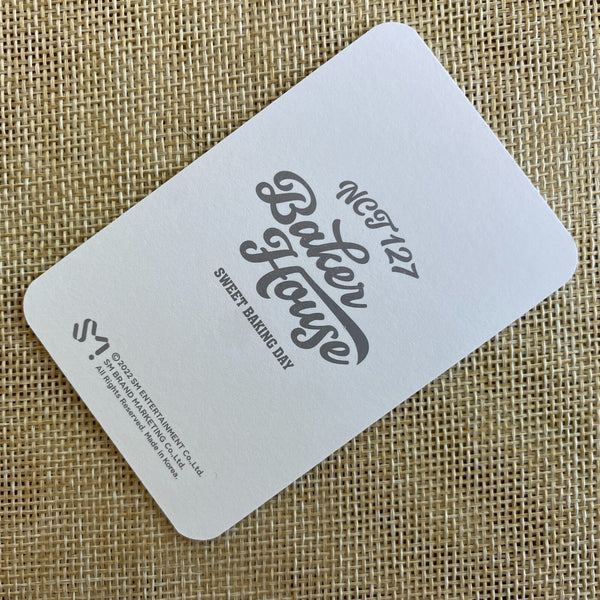 NCT 127
Baker
House
SWEET BAKING DAY
SM
© 2022 SM ENTERTAINMENT Co.,Ltd.
SM BRAND MARKETING Co.,Ltd.
All Rights Reserved. Made in Korea.